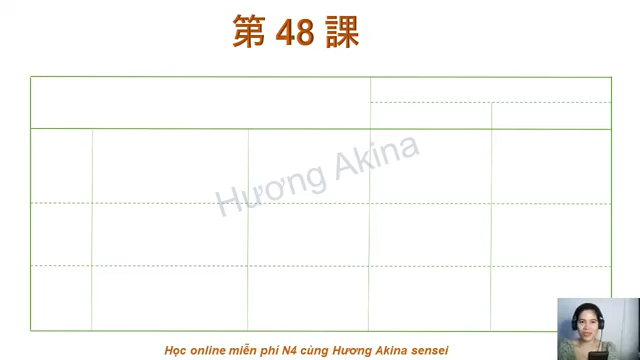 第 48 課
Hương Akina
Học online miễn phí N4 cùng Hương Akina sensei